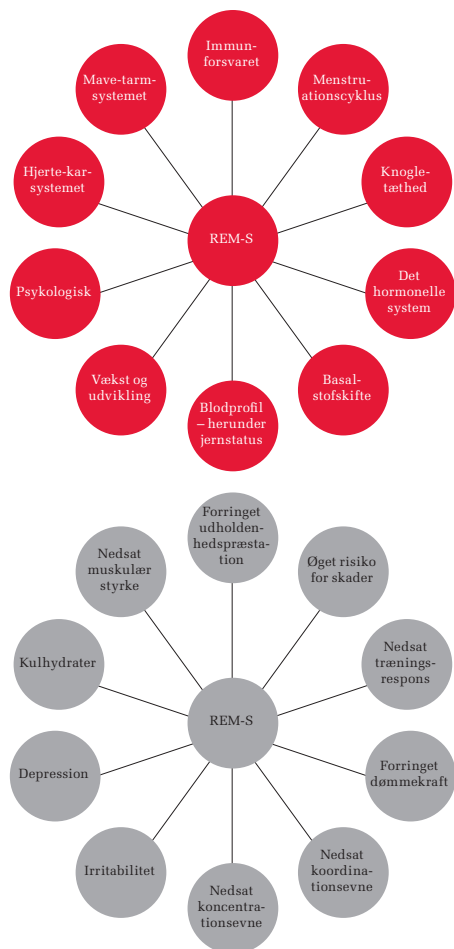 Immun-
forsvaret
Menstru-
ationscyklus
Knogle-
tæthed
Det
hormonelle
system
Basal-
stofskifte
Blodprofil
– herunder
jernstatus
Vækst og
udvikling
Psykologisk
Hjerte-kar-
systemet
Mave-tarm-
systemet
REM-S
Forringet
udholden-
hedspræsta-
tion
Øget risiko
for skader
Nedsat
trænings-
respons
Forringet
dømmekraft
Nedsat
koordina-
tionsevne
Nedsat
koncentra-
tionsevne
Irritabilitet
Depression
Kulhydrater
Nedsat
muskulær
styrke
REM-S